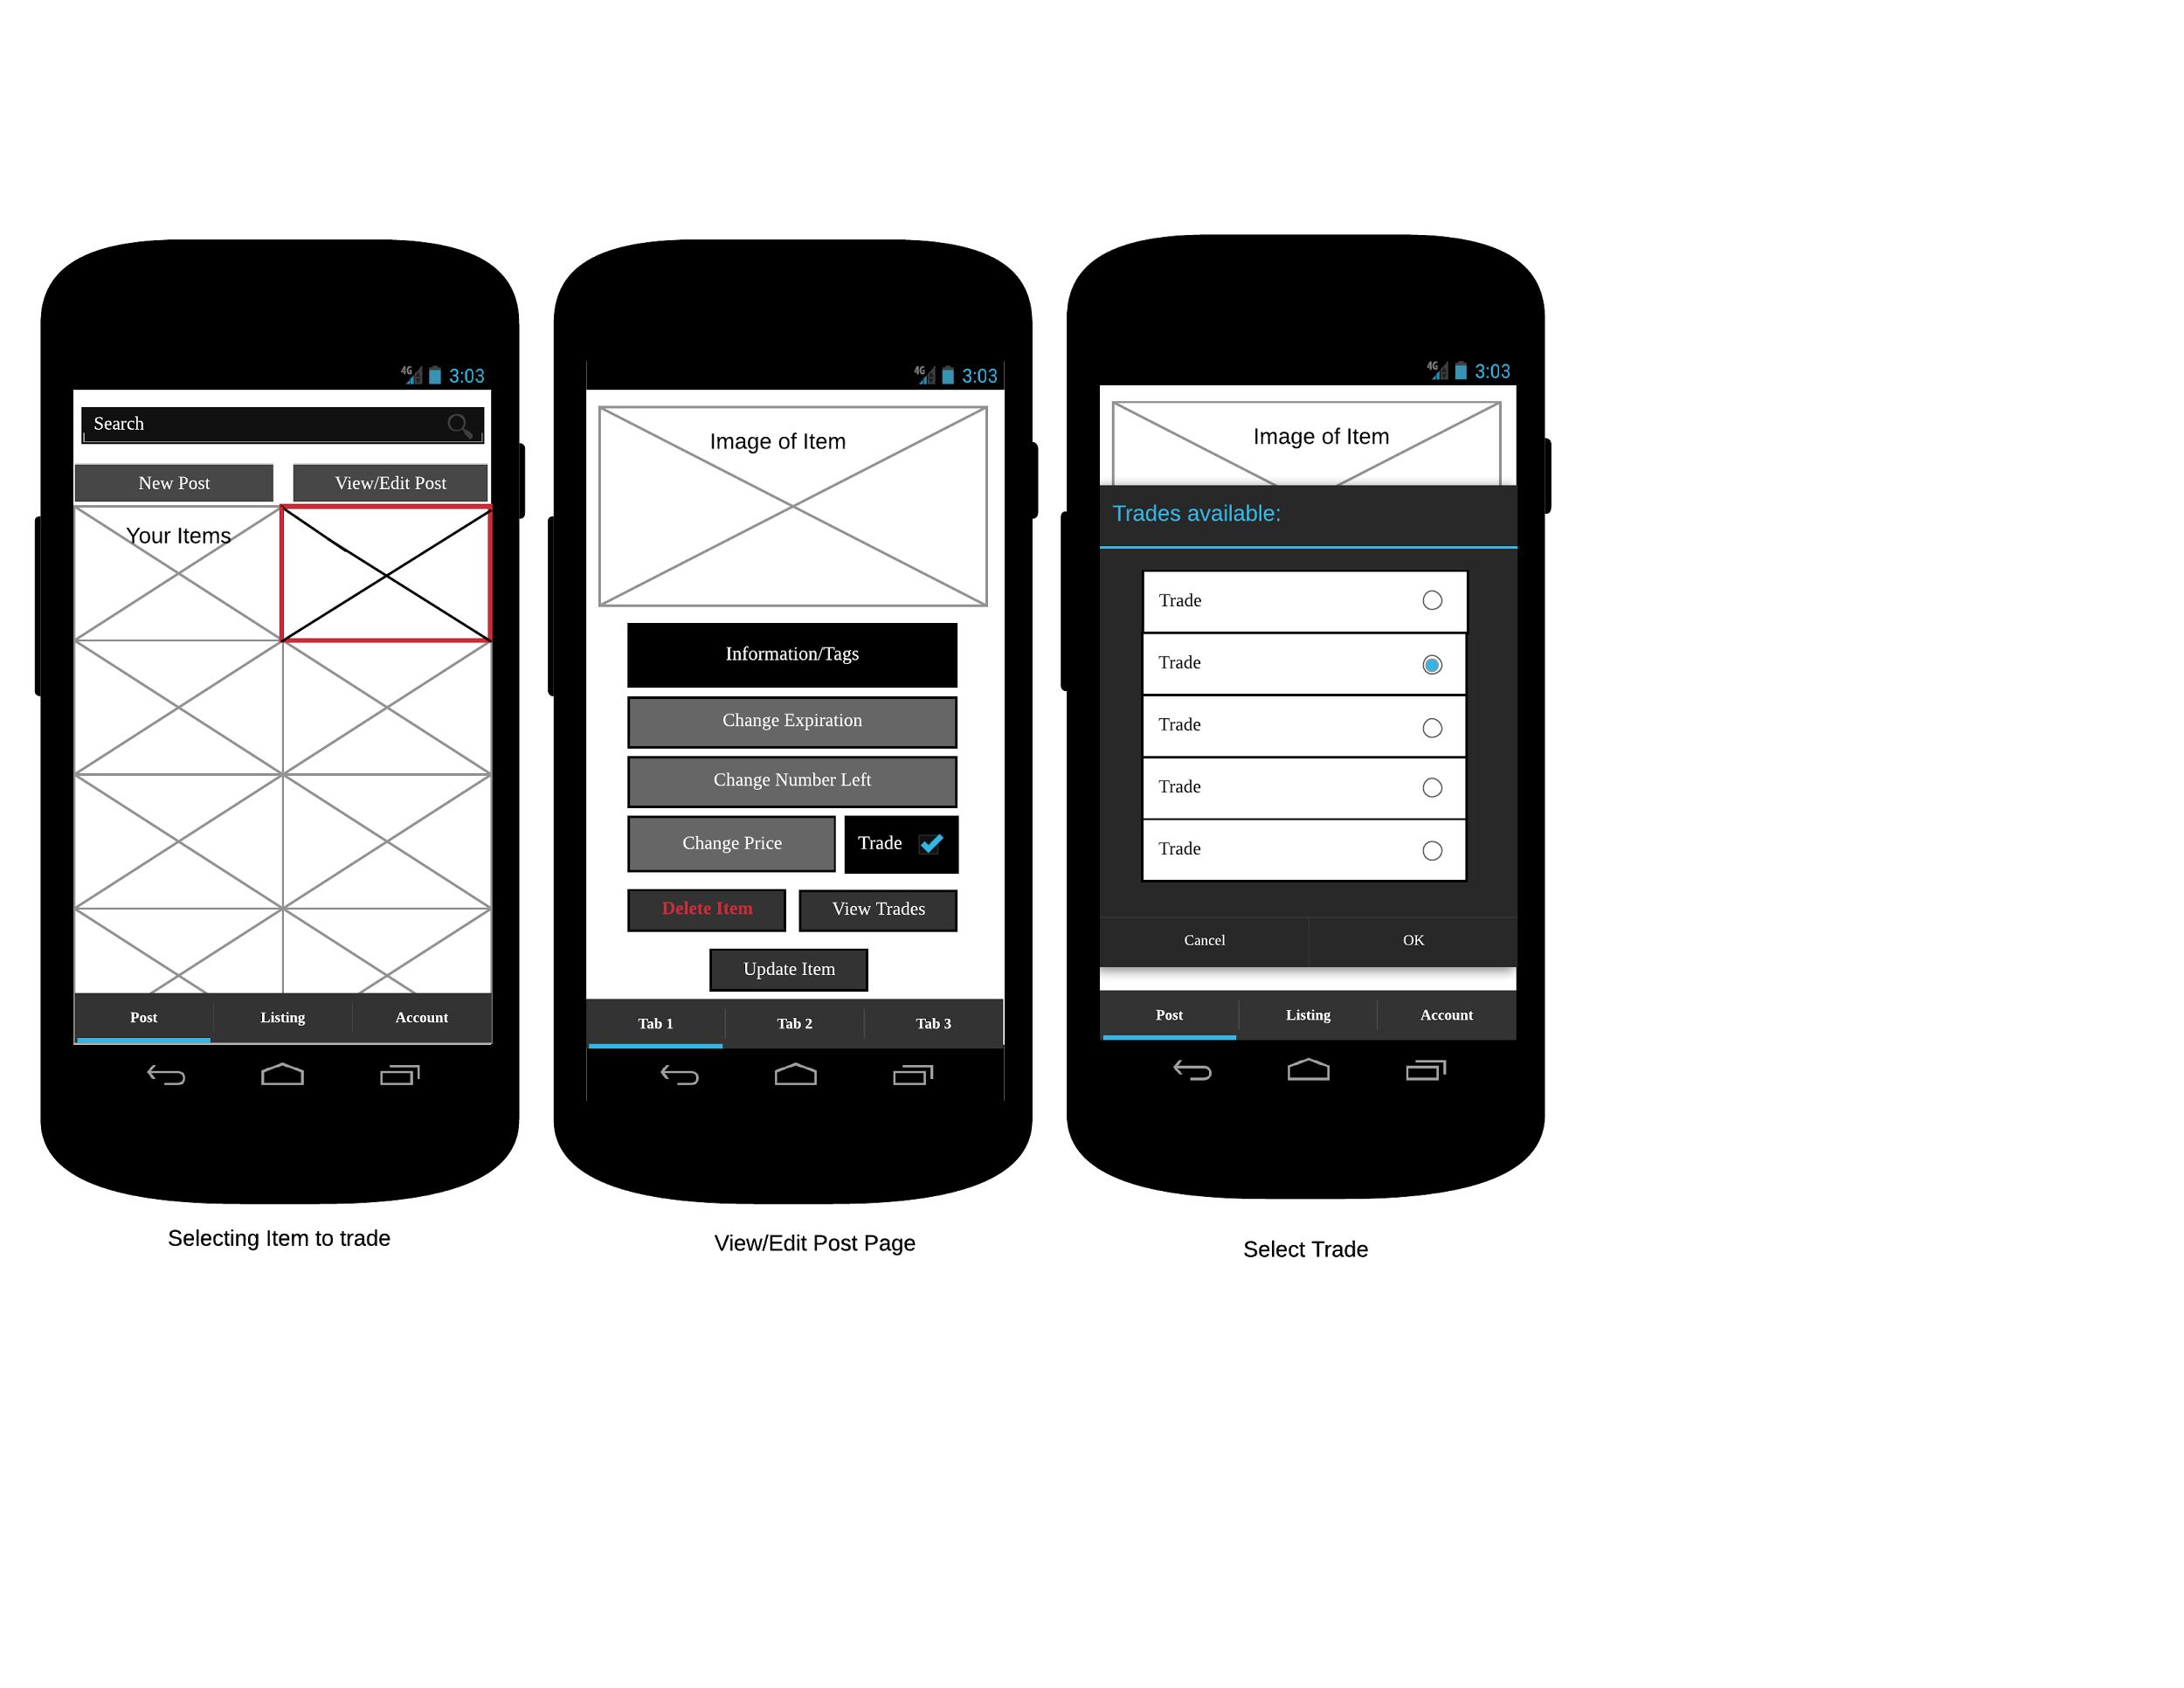 4G 3:03
Search
New Post View/Edit Post
Your Items
Post Listing Account
Selecting Item to trade
4G 3:03
Image of Item
Information/Tags
Change Expiration
Change Number Left
Change Price Trade
Delete Item View Trades
Update Item
Tab 1 Tab 2 Tab 3
View/Edit Post Page
4G 3:03
Image of Item
Trades available:
Trade
Trade
Trade
Trade
Trade
Cancel OK
Post Listing Account
Select Trade